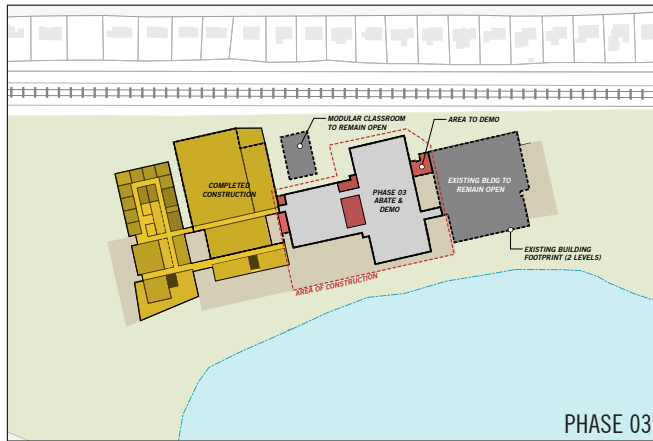 MODULAR CLASSROOM
TO REMAIN OPEN
AREA TO DEMO
COMPLETED
CONSTRUCTION
PHASE 03
ABATE &
DEMO
EXISTING BLDG TO
REMAIN OPEN
EXISTING BUILDING
FOOTPRINT (2 LEVELS)
AREA OF CONSTRUCTION
PHASE 03